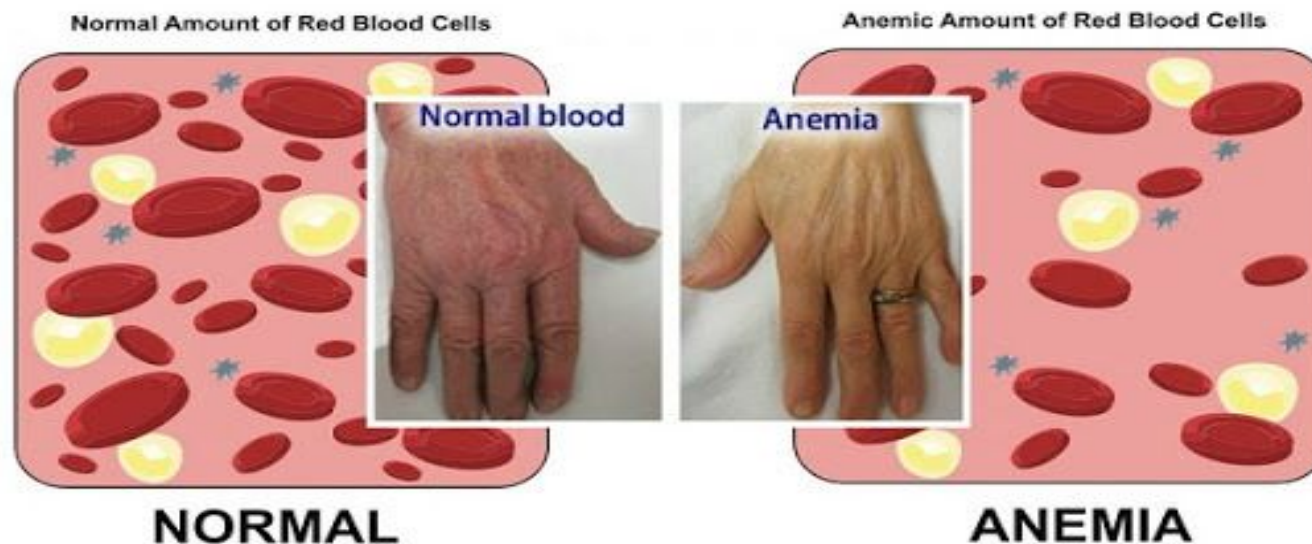 Normal Amount of Red Blood Cells
Anemic Amount of Red Blood Cells
Normal blood
Anemia
NORMAL
ANEMIA